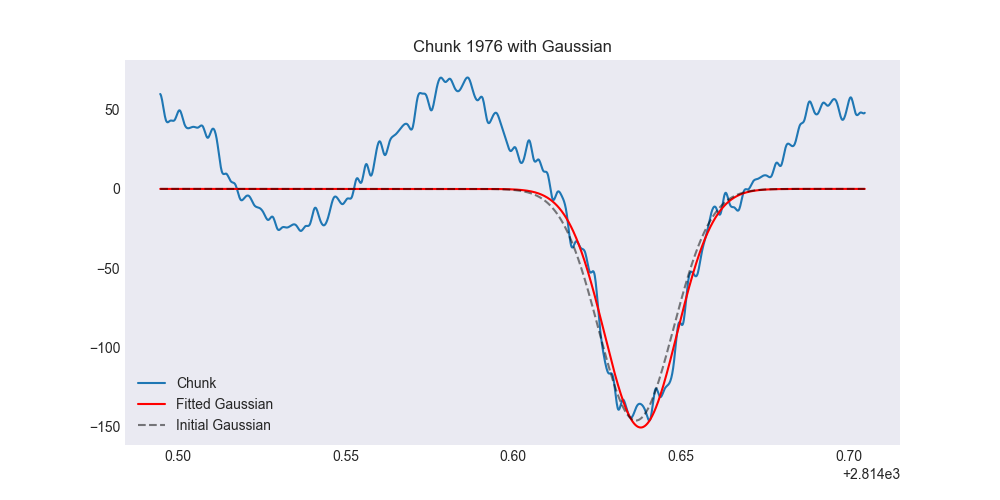 Chunk 1976 with Gaussian
50
0
−50
−100
−150
Chunk
Fitted Gaussian
Initial Gaussian
0.50 0.55 0.60 0.65 0.70
+2.814e3